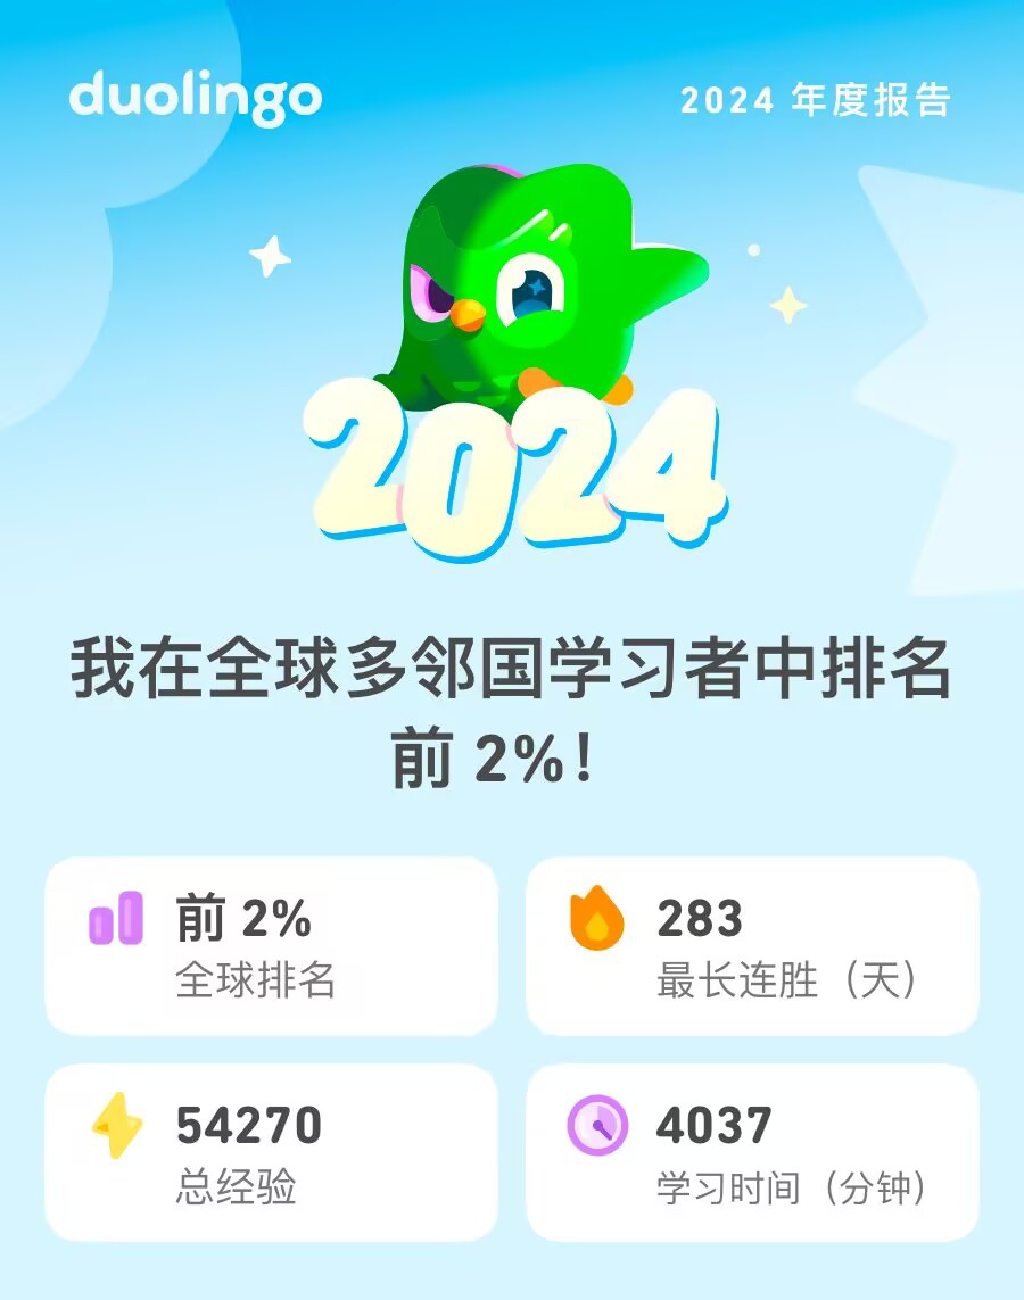 duolingo
2024 年度报告
2024
我在全球多邻国学习者中排名
前 2%！
前 2%
全球排名
283
最长连胜（天）
54270
总经验
4037
学习时间（分钟）